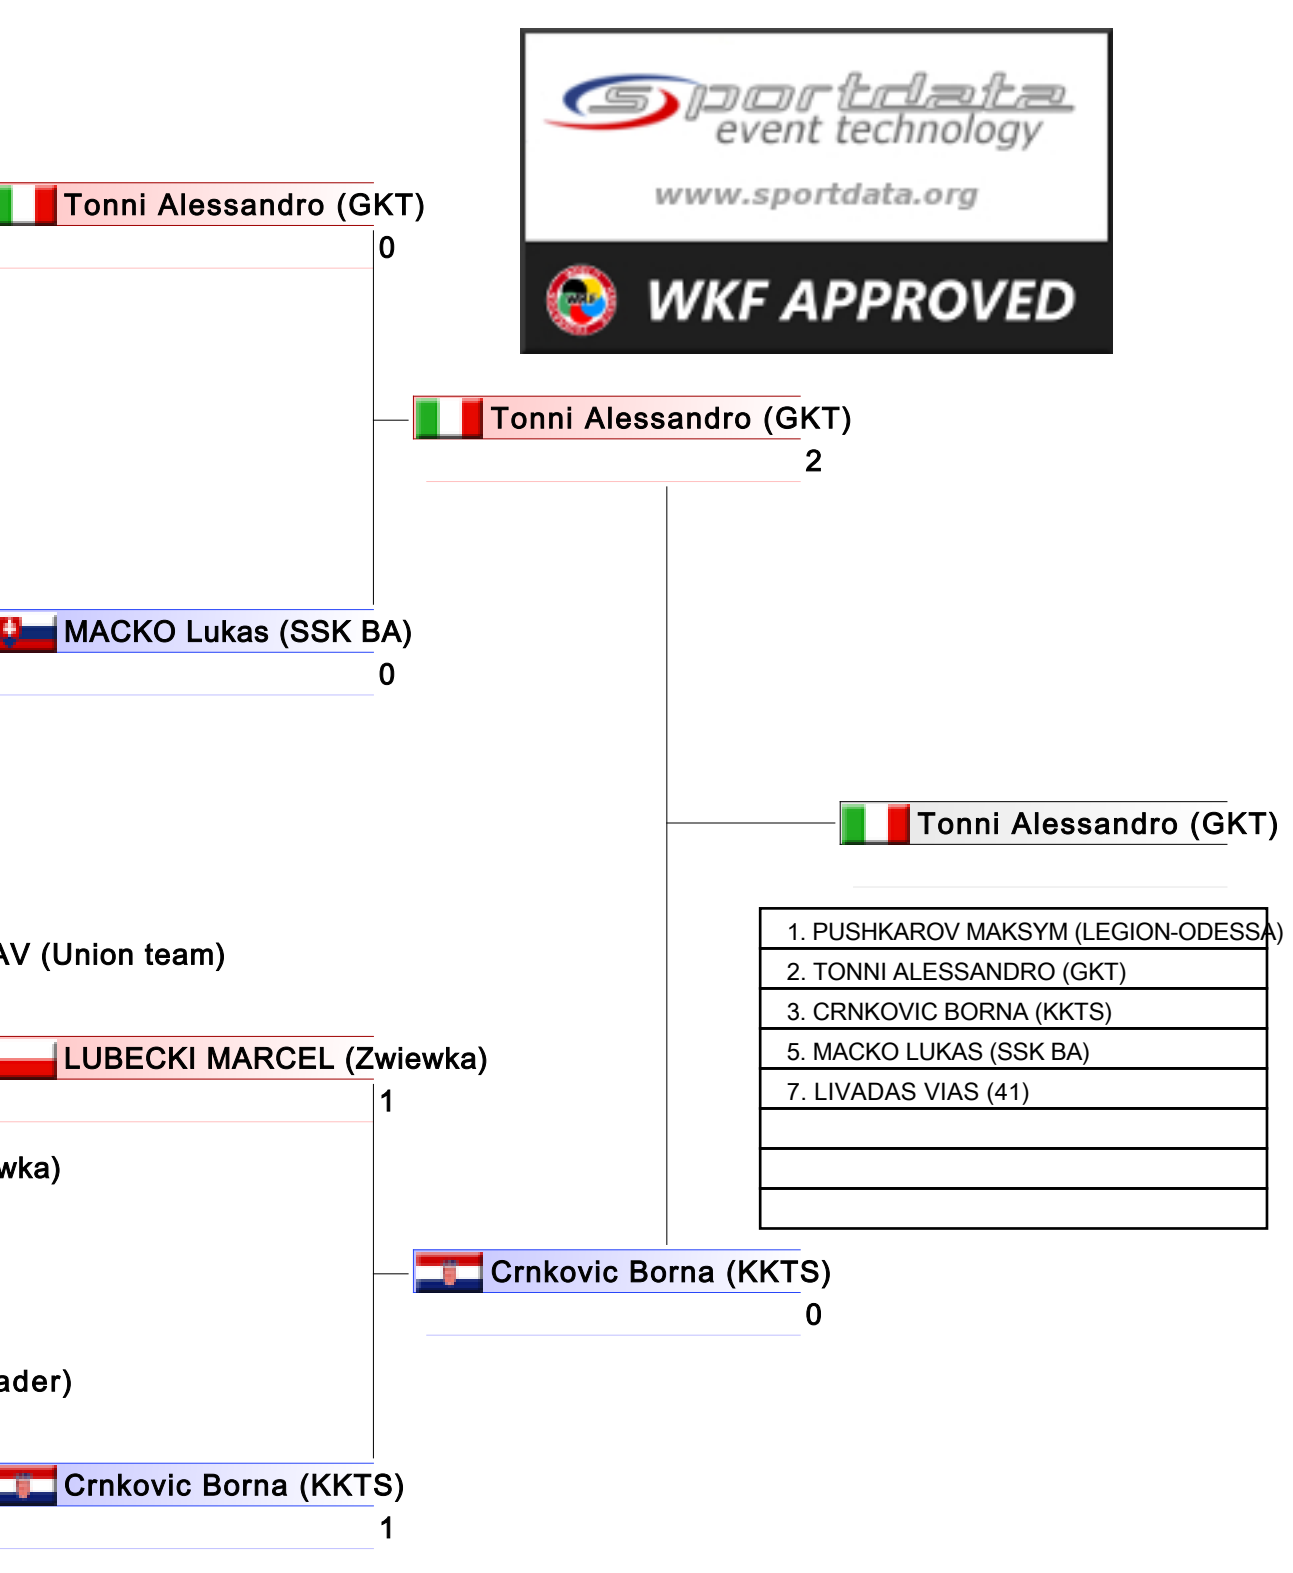 sportdata
event technology
www.sportdata.org
WKF
WKF APPROVED
Tonni Alessandro (GKT)
0
Tonni Alessandro (GKT)
2
MACKO Lukas (SSK BA)
0
Tonni Alessandro (GKT)
1. PUSHKAROV MAKSYM (LEGION-ODESSA)
2. TONNI ALESSANDRO (GKT)
3. CRNKOVIC BORNA (KKTS)
5. MACKO LUKAS (SSK BA)
7. LIVADAS VIAS (41)
AV (Union team)
LUBECKI MARCEL (Zwiewka)
1
wka)
Crnkovic Borna (KKTS)
0
ader)
Crnkovic Borna (KKTS)
1